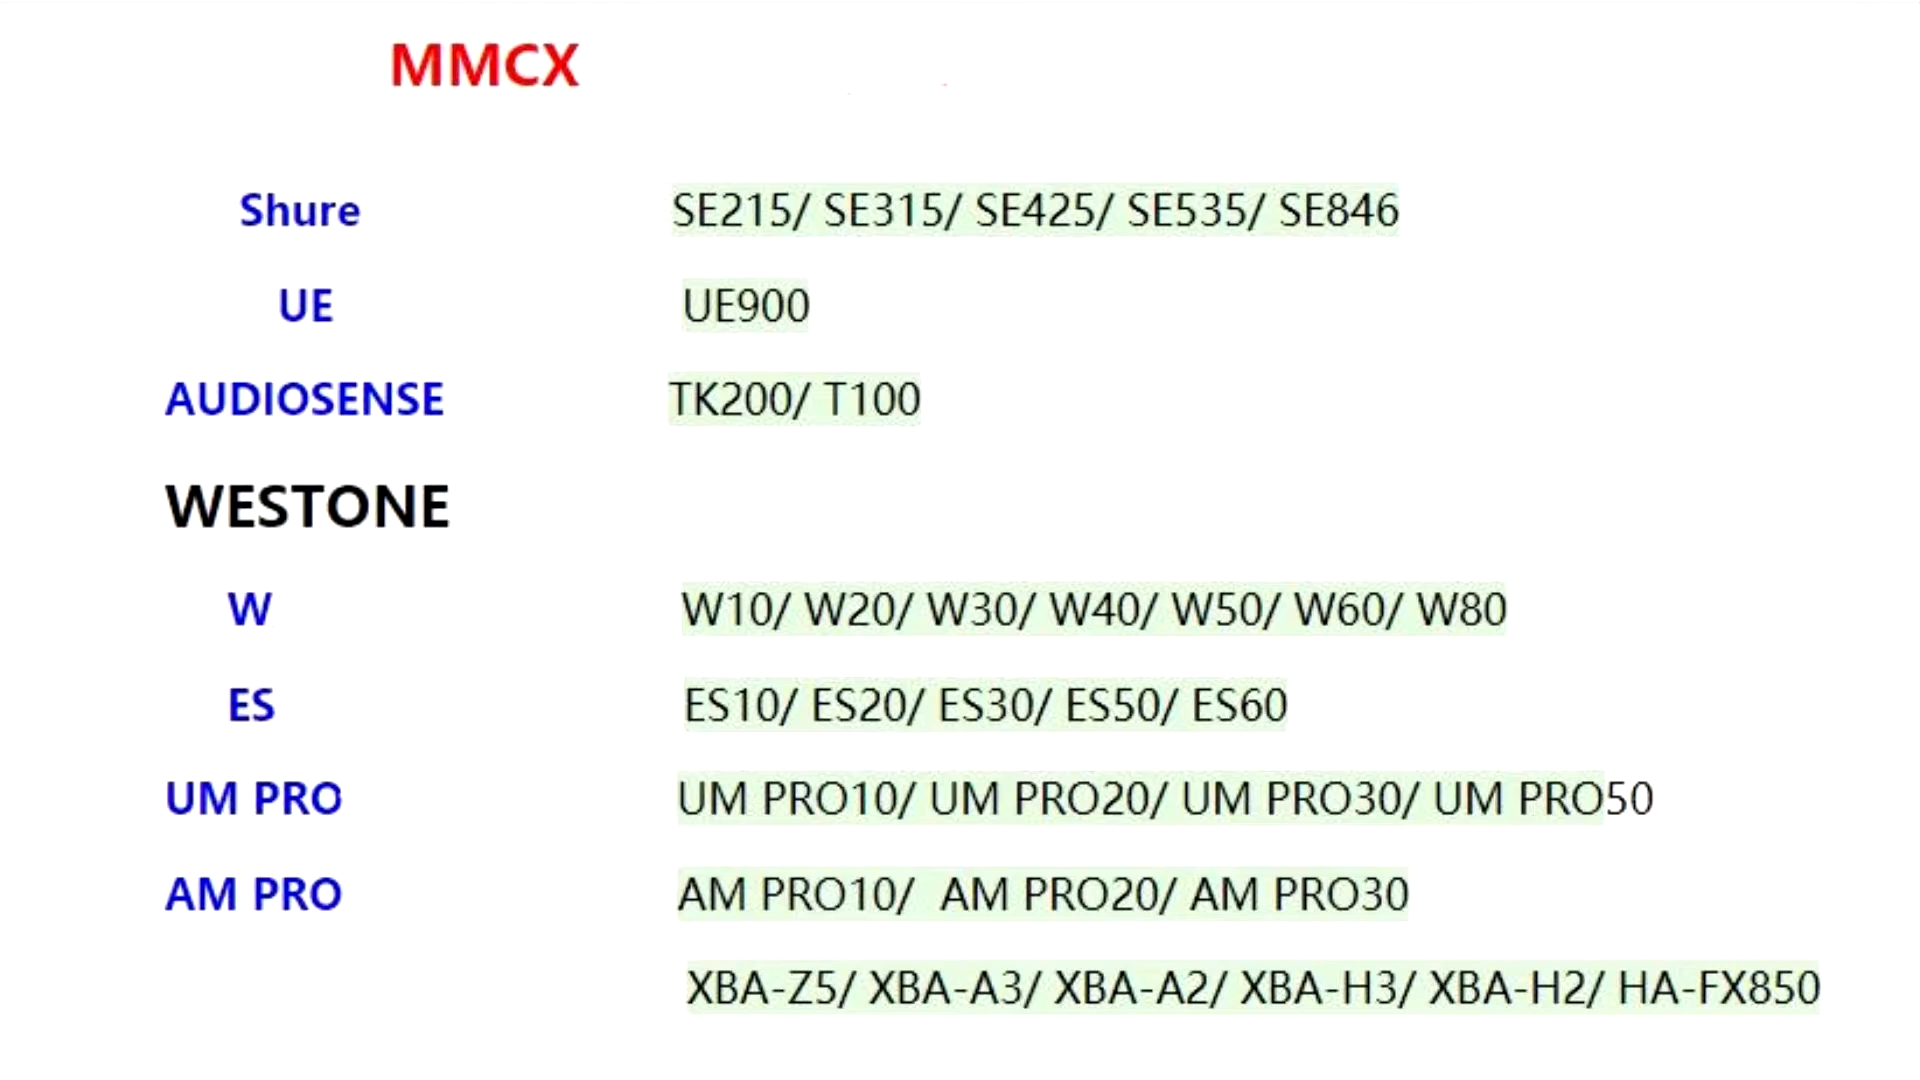 MMCX
Shure SE215/ SE315/ SE425/ SE535/ SE846
UE UE900
AUDIOSENSE TK200/ T100
WESTONE
W W10/ W20/ W30/ W40/ W50/ W60/ W80
ES ES10/ ES20/ ES30/ ES50/ ES60
UM PRO UM PRO10/ UM PRO20/ UM PRO30/ UM PRO50
AM PRO AM PRO10/ AM PRO20/ AM PRO30
XBA-Z5/ XBA-A3/ XBA-A2/ XBA-H3/ XBA-H2/ HA-FX850